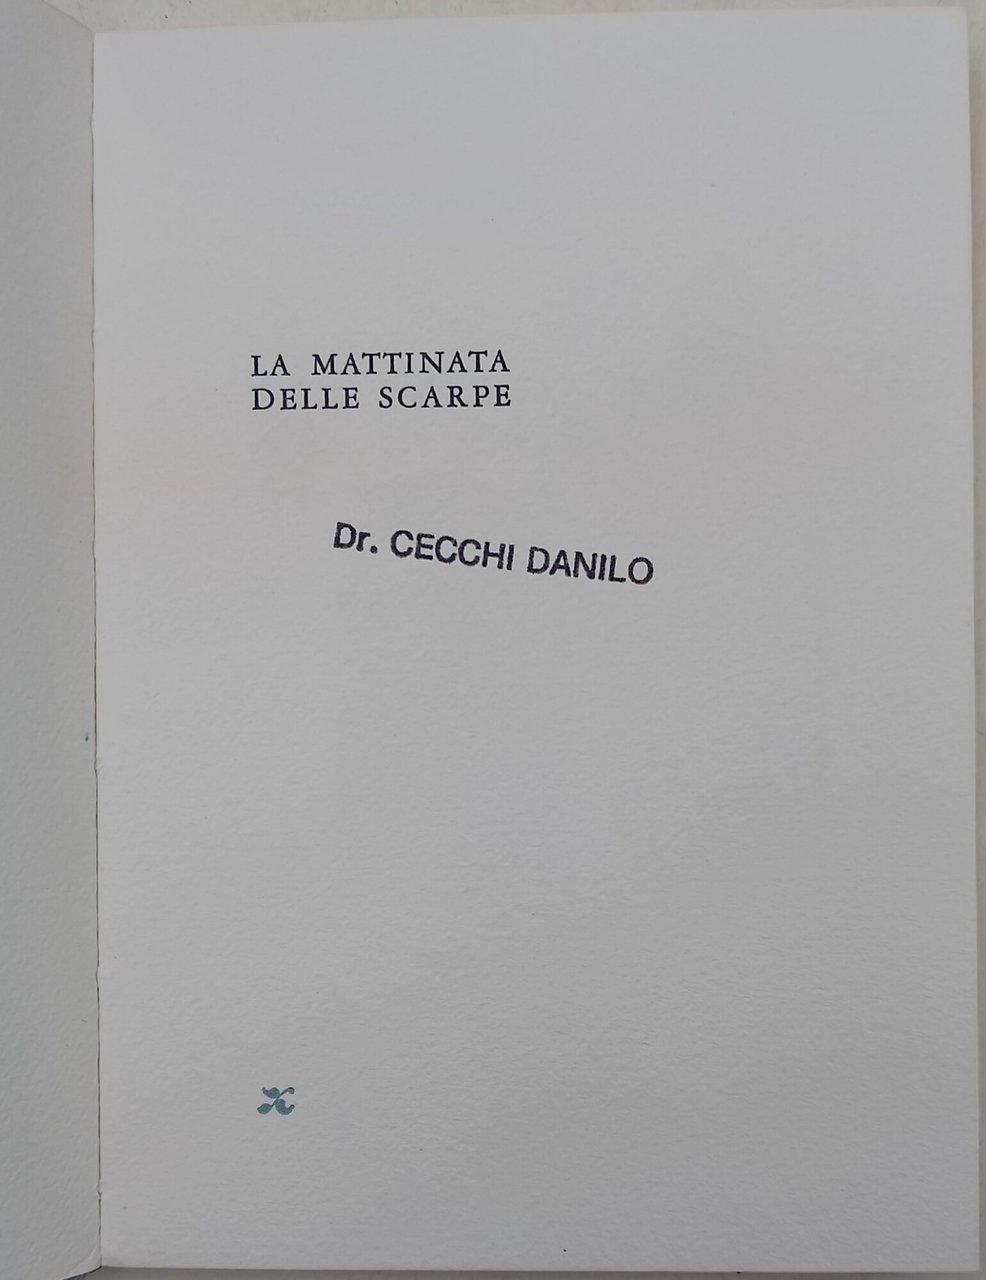 LA MATTINATA
DELLE SCARPE
Dr. CECCHI DANILO